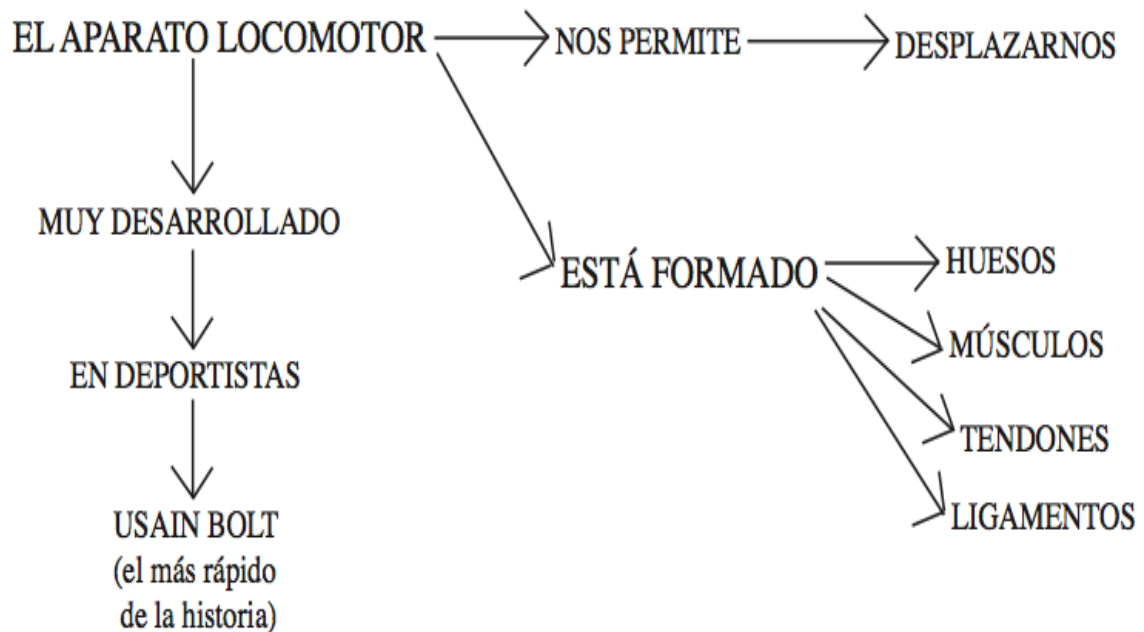 EL APARATO LOCOMOTOR
NOS PERMITE
DESPLAZARNOS
MUY DESARROLLADO
ESTÁ FORMADO
HUESOS
MÚSCULOS
EN DEPORTISTAS
TENDONES
LIGAMENTOS
USAIN BOLT
(el más rápido
de la historia)